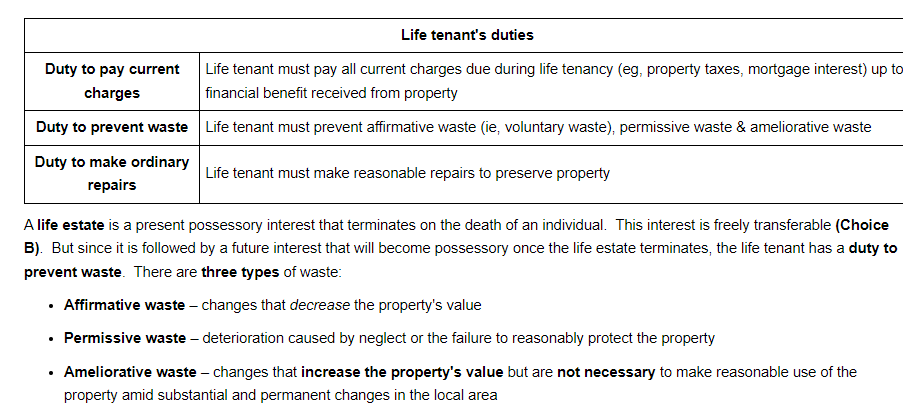 Life tenant's duties
Duty to pay current
charges
Life tenant must pay all current charges due during life tenancy (eg, property taxes, mortgage interest) up to
financial benefit received from property
Duty to prevent waste
Life tenant must prevent affirmative waste (ie, voluntary waste), permissive waste & ameliorative waste
Duty to make ordinary
repairs
Life tenant must make reasonable repairs to preserve property
A life estate is a present possessory interest that terminates on the death of an individual.  This interest is freely transferable (Choice
B).  But since it is followed by a future interest that will become possessory once the life estate terminates, the life tenant has a duty to
prevent waste.  There are three types of waste:
• Affirmative waste – changes that decrease the property's value
• Permissive waste – deterioration caused by neglect or the failure to reasonably protect the property
• Ameliorative waste – changes that increase the property's value but are not necessary to make reasonable use of the
property amid substantial and permanent changes in the local area